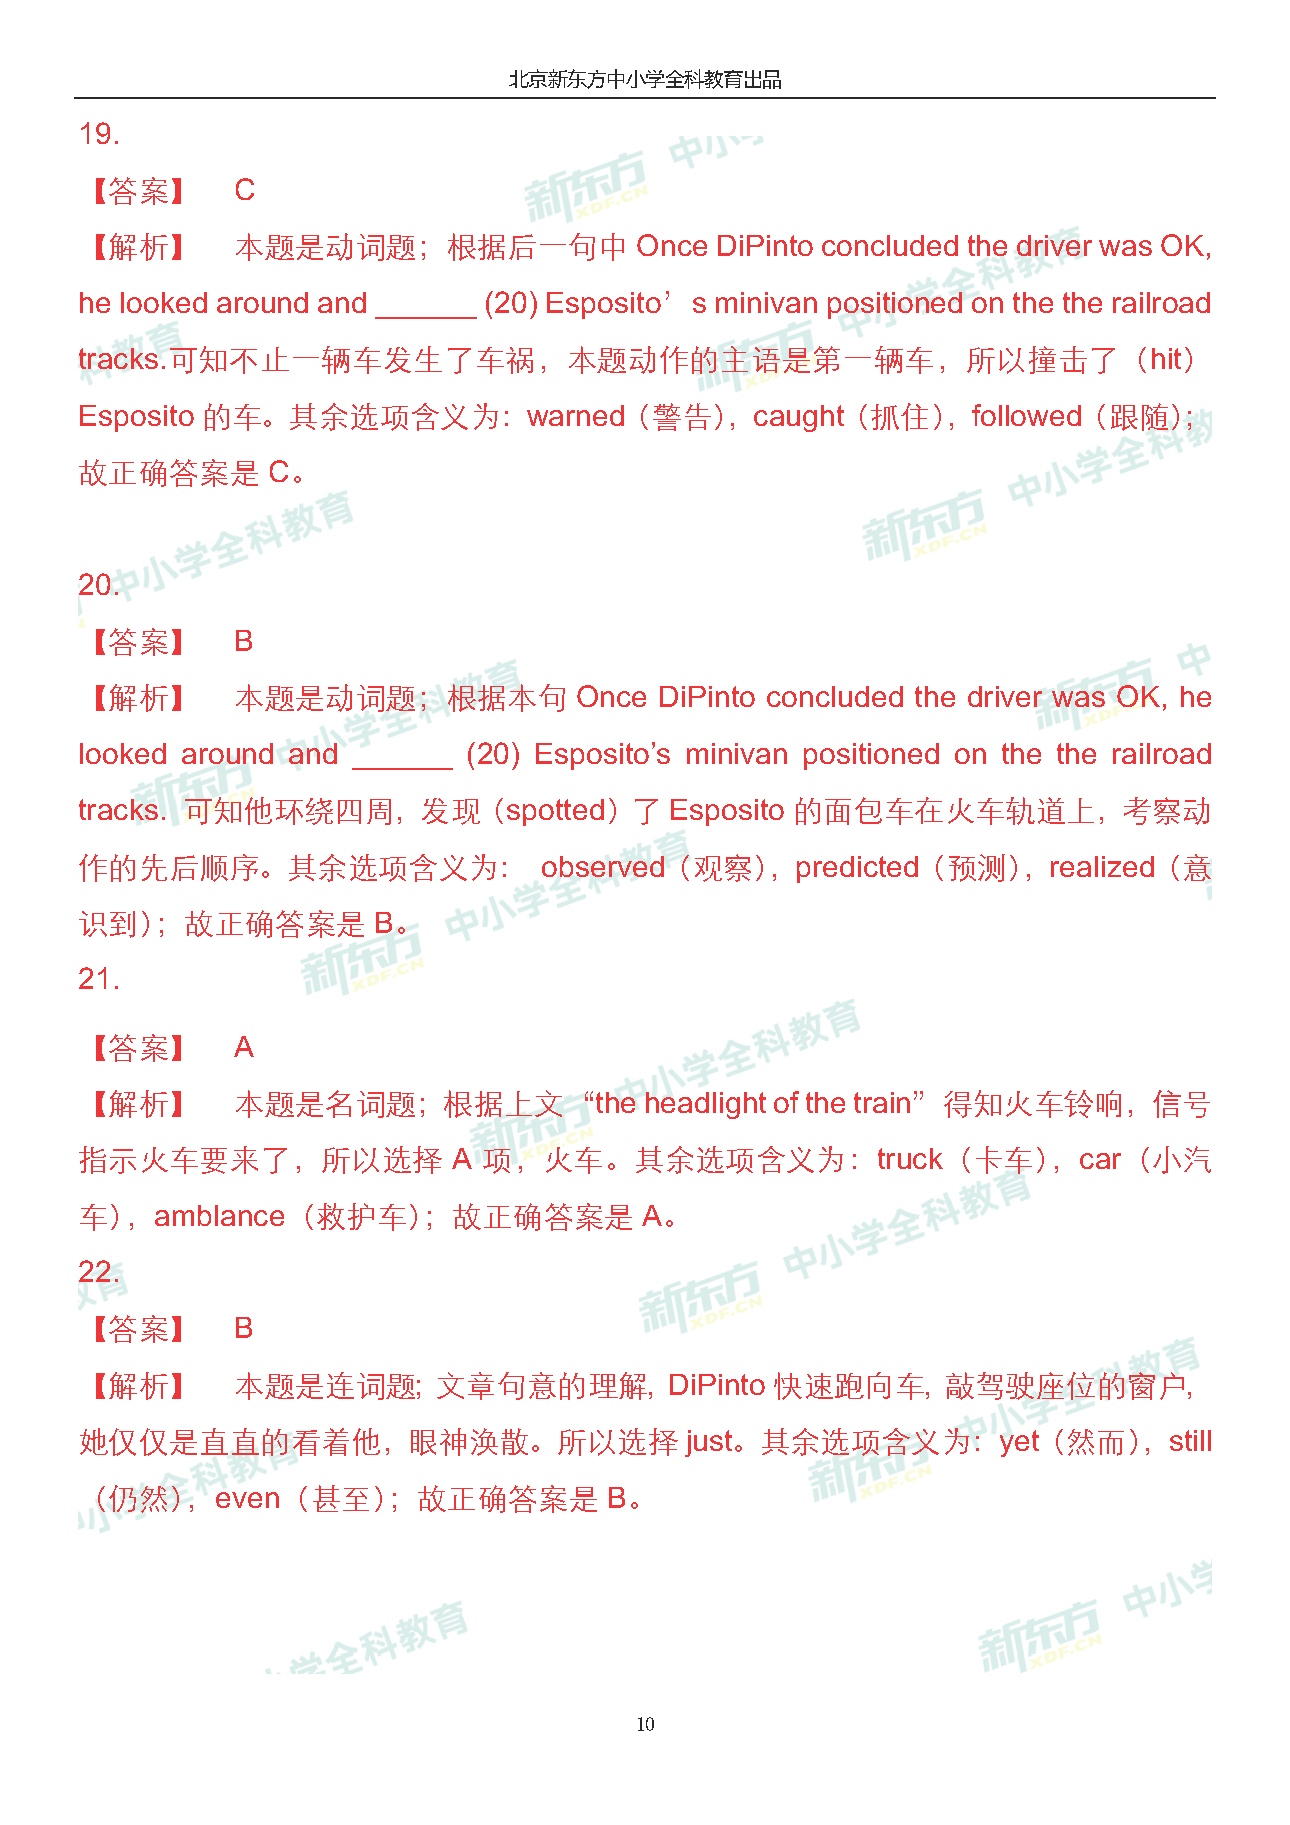 北京新东方中小学全科教育出品
19.
【答案】 C
【解析】 本题是动词题；根据后一句中 Once DiPinto concluded the driver was OK,
he looked around and ______ (20) Esposito’s minivan positioned on the the railroad
tracks.可知不止一辆车发生了车祸，本题动作的主语是第一辆车，所以撞击了（hit）
Esposito 的车。其余选项含义为：warned（警告），caught（抓住），followed（跟随）；
故正确答案是 C。
20.
【答案】 B
【解析】 本题是动词题；根据本句 Once DiPinto concluded the driver was OK, he
looked around and ______ (20) Esposito’s minivan positioned on the the railroad
tracks. 可知他环绕四周，发现（spotted）了 Esposito 的面包车在火车轨道上，考察动
作的先后顺序。其余选项含义为： observed（观察），predicted（预测），realized（意
识到）；故正确答案是 B。
21.
【答案】 A
【解析】 本题是名词题；根据上文 “the headlight of the train”得知火车铃响，信号
指示火车要来了，所以选择 A 项，火车。其余选项含义为：truck（卡车），car（小汽
车），amblance（救护车）；故正确答案是 A。
22.
【答案】 B
【解析】 本题是连词题; 文章句意的理解, DiPinto 快速跑向车, 敲驾驶座位的窗户,
她仅仅是直直的看着他，眼神涣散。所以选择 just。其余选项含义为：yet（然而），still
（仍然），even（甚至）；故正确答案是 B。
10